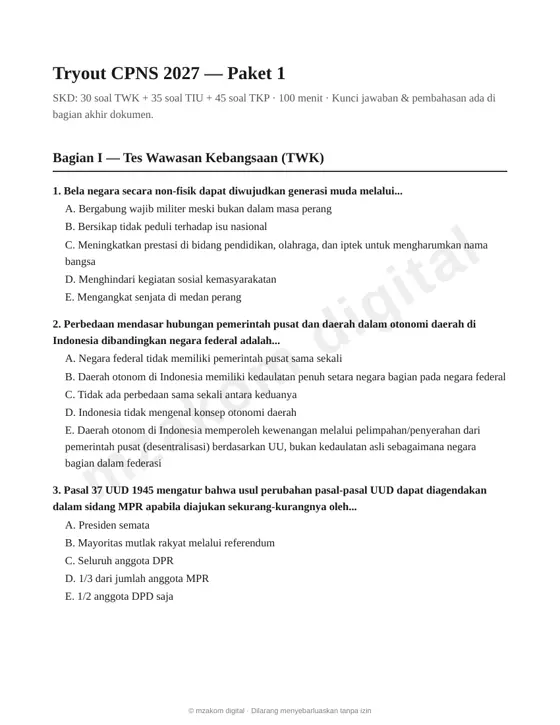 Tryout CPNS 2027 — Paket 1
SKD: 30 soal TWK + 35 soal TIU + 45 soal TKP · 100 menit · Kunci jawaban & pembahasan ada di
bagian akhir dokumen.
Bagian I — Tes Wawasan Kebangsaan (TWK)
1. Bela negara secara non-fisik dapat diwujudkan generasi muda melalui...
A. Bergabung wajib militer meski bukan dalam masa perang
B. Bersikap tidak peduli terhadap isu nasional
C. Meningkatkan prestasi di bidang pendidikan, olahraga, dan iptek untuk mengharumkan nama
bangsa
D. Menghindari kegiatan sosial kemasyarakatan
E. Mengangkat senjata di medan perang
2. Perbedaan mendasar hubungan pemerintah pusat dan daerah dalam otonomi daerah di
Indonesia dibandingkan negara federal adalah...
A. Negara federal tidak memiliki pemerintah pusat sama sekali
B. Daerah otonom di Indonesia memiliki kedaulatan penuh setara negara bagian pada negara federal
C. Tidak ada perbedaan sama sekali antara keduanya
D. Indonesia tidak mengenal konsep otonomi daerah
E. Daerah otonom di Indonesia memperoleh kewenangan melalui pelimpahan/penyerahan dari
pemerintah pusat (desentralisasi) berdasarkan UU, bukan kedaulatan asli sebagaimana negara
bagian dalam federasi
3. Pasal 37 UUD 1945 mengatur bahwa usul perubahan pasal-pasal UUD dapat diagendakan
dalam sidang MPR apabila diajukan sekurang-kurangnya oleh...
A. Presiden semata
B. Mayoritas mutlak rakyat melalui referendum
C. Seluruh anggota DPR
D. 1/3 dari jumlah anggota MPR
E. 1/2 anggota DPD saja
mzakom digital
© mzakom digital · Dilarang menyebarluaskan tanpa izin